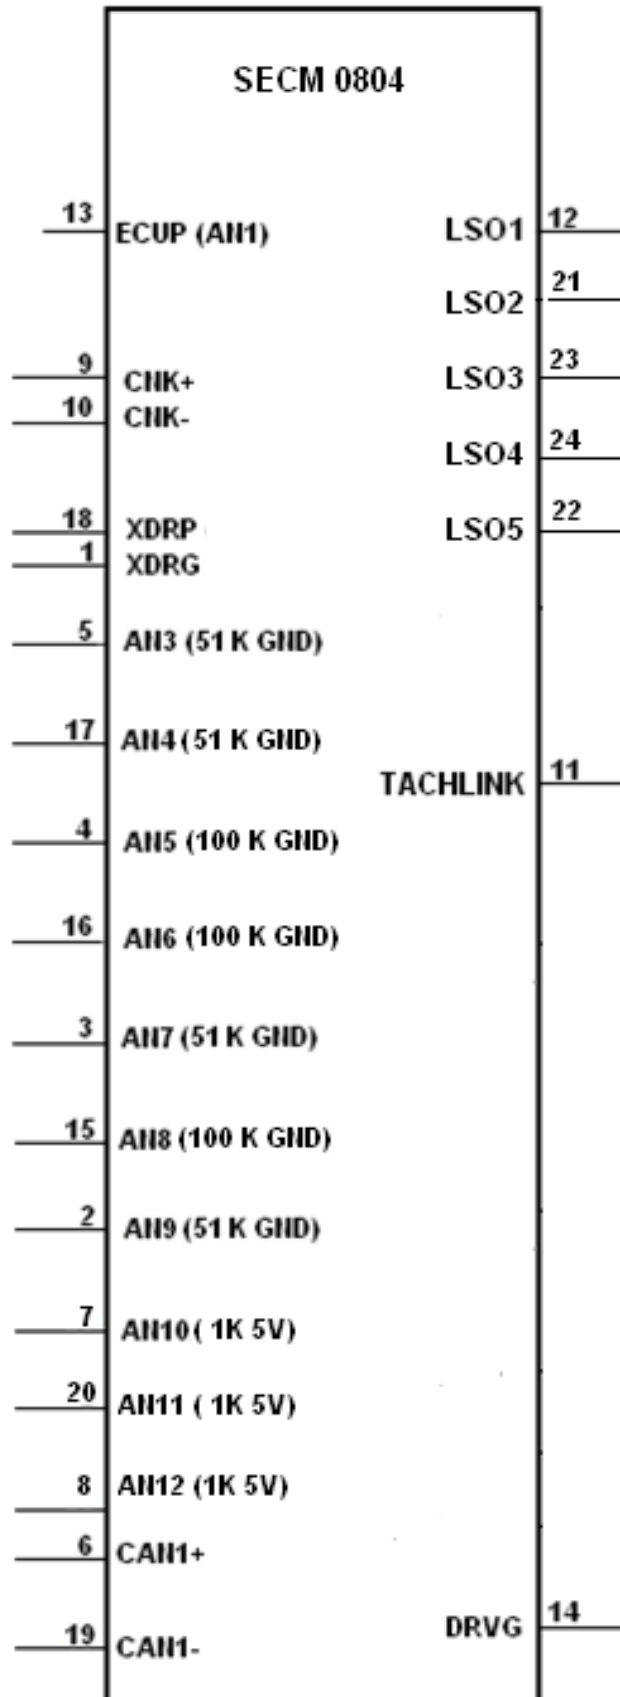 SECM 0804
13 ECUP (AN1) LSO1 12
LSO2 21
9 CNK+ LSO3 23
10 CNK-
LSO4 24
18 XDRP LSO5 22
1 XDRG
5 AN3 (51 K GND)
17 AN4 (51 K GND)
TACHLINK 11
4 AN5 (100 K GND)
16 AN6 (100 K GND)
3 AN7 (51 K GND)
15 AN8 (100 K GND)
2 AN9 (51 K GND)
7 AN10 ( 1K 5V)
20 AN11 ( 1K 5V)
8 AN12 (1K 5V)
6 CAN1+
DRVG 14
19 CAN1-